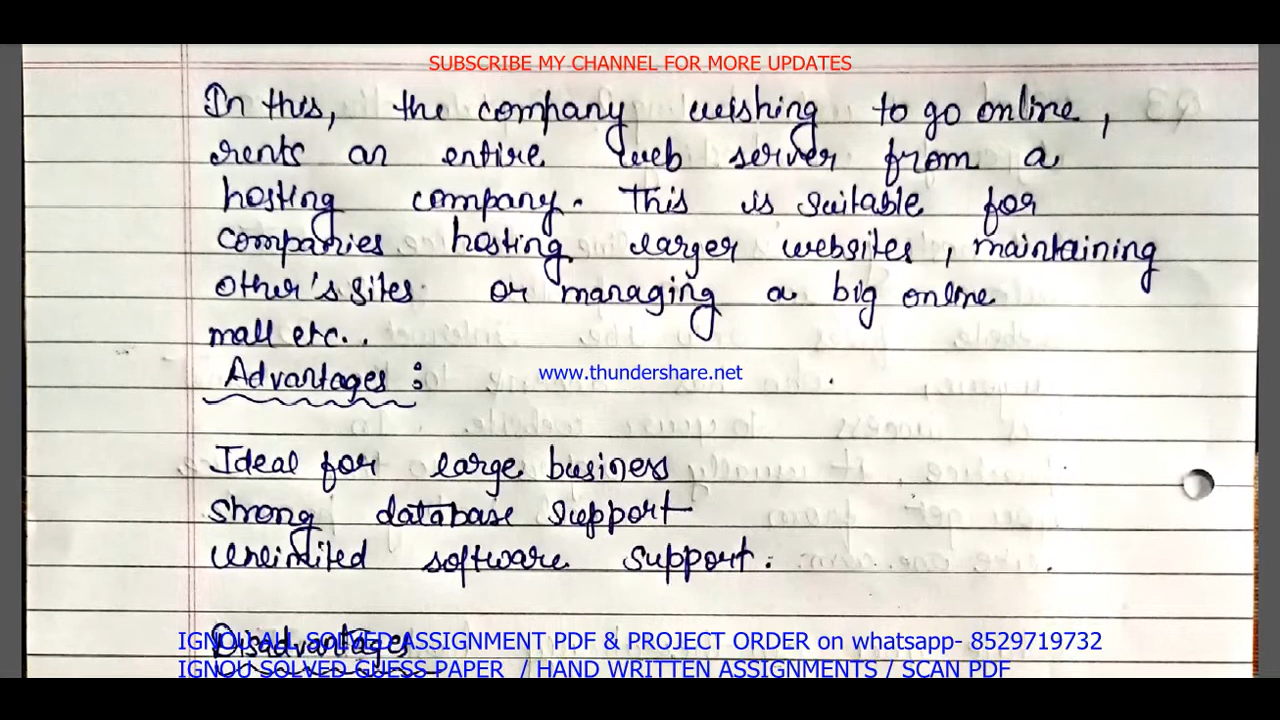 SUBSCRIBE MY CHANNEL FOR MORE UPDATES
In this, the company wishing to go online,
rents an entire web server from a
hosting company. This is suitable for
companies hosting larger websites, maintaining
other's sites or managing a big online
mall etc..
Advantages :
www.thundershare.net
Ideal for large business
strong database support
unlimited software support.
Disadvantages
IGNOU ALL SOLVED ASSIGNMENT PDF & PROJECT ORDER on whatsapp- 8529719732
IGNOU SOLVED GUESS PAPER / HAND WRITTEN ASSIGNMENTS / SCAN PDF